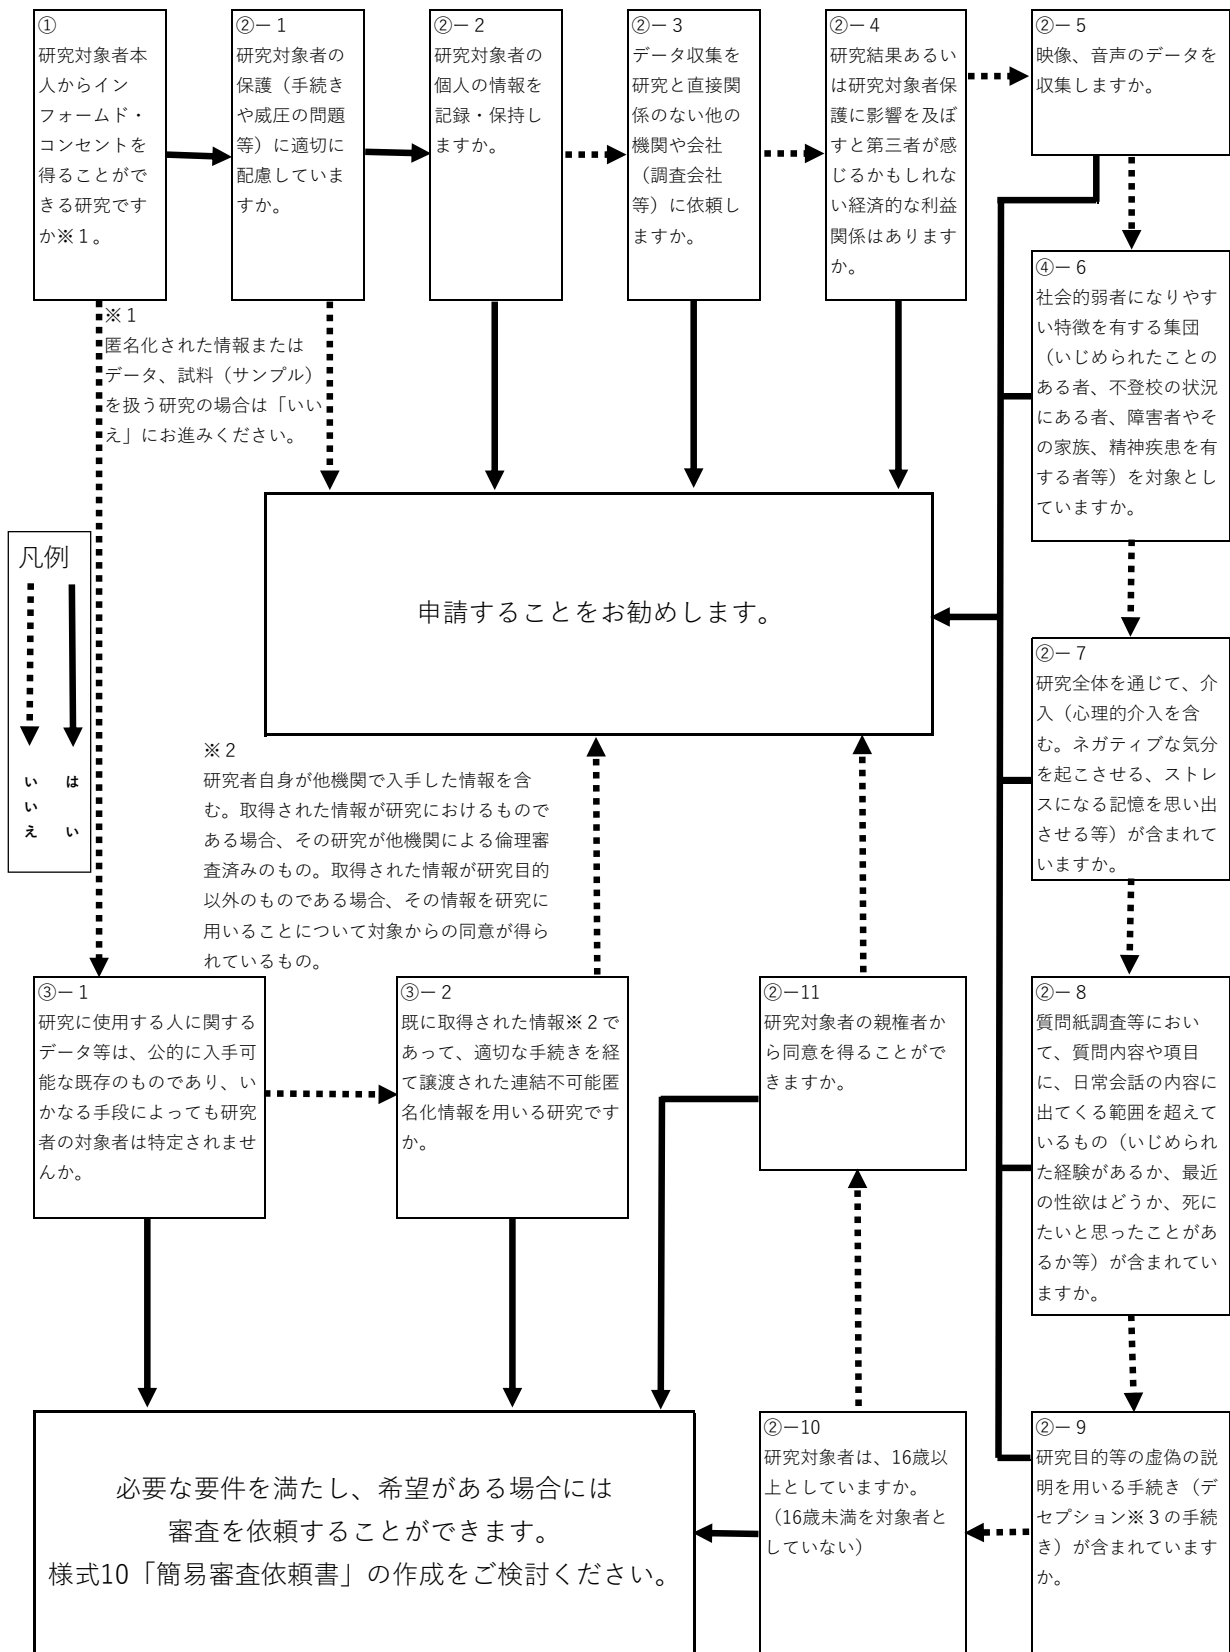 ①
研究対象者本
人からイン
フォームド・
コンセントを
得ることがで
きる研究です
か※１。
②－１
研究対象者の
保護（手続き
や威圧の問題
等）に適切に
配慮していま
すか。
②－２
研究対象者の
個人の情報を
記録・保持し
ますか。
②－３
データ収集を
研究と直接関
係のない他の
機関や会社
（調査会社
等）に依頼し
ますか。
②－４
研究結果あるい
は研究対象者保
護に影響を及ぼ
すと第三者が感
じるかもしれな
い経済的な利益
関係はあります
か。
②－５
映像、音声のデータを
収集しますか。
※１
匿名化された情報または
データ、試料（サンプル）
を扱う研究の場合は「いい
え」にお進みください。
④－６
社会的弱者になりやす
い特徴を有する集団
（いじめられたことの
ある者、不登校の状況
にある者、障害者やそ
の家族、精神疾患を有
する者等）を対象とし
ていますか。
凡例
いいえ
はい
申請することをお勧めします。
②－７
研究全体を通じて、介
入（心理的介入を含
む。ネガティブな気分
を起こさせる、ストレ
スになる記憶を思い出
させる等）が含まれて
いますか。
※２
研究者自身が他機関で入手した情報を含
む。取得された情報が研究におけるもので
ある場合、その研究が他機関による倫理審
査済みのもの。取得された情報が研究目的
以外のものである場合、その情報を研究に
用いることについて対象からの同意が得ら
れているもの。
③－１
研究に使用する人に関する
データ等は、公的に入手可
能な既存のものであり、い
かなる手段によっても研究
者の対象者は特定されませ
んか。
③－２
既に取得された情報※２で
あって、適切な手続きを経
て譲渡された連結不可能匿
名化情報を用いる研究です
か。
②－11
研究対象者の親権者か
ら同意を得ることがで
きますか。
②－８
質問紙調査等におい
て、質問内容や項目
に、日常会話の内容に
出てくる範囲を超えて
いるもの（いじめられ
た経験があるか、最近
の性欲はどうか、死に
たいと思ったことがあ
るか等）が含まれてい
ますか。
必要な要件を満たし、希望がある場合には
審査を依頼することができます。
様式10「簡易審査依頼書」の作成をご検討ください。
②－10
研究対象者は、16歳以
上としていますか。
（16歳未満を対象者と
していない）
②－９
研究目的等の虚偽の説
明を用いる手続き（デ
セプション※３の手続
き）が含まれています
か。